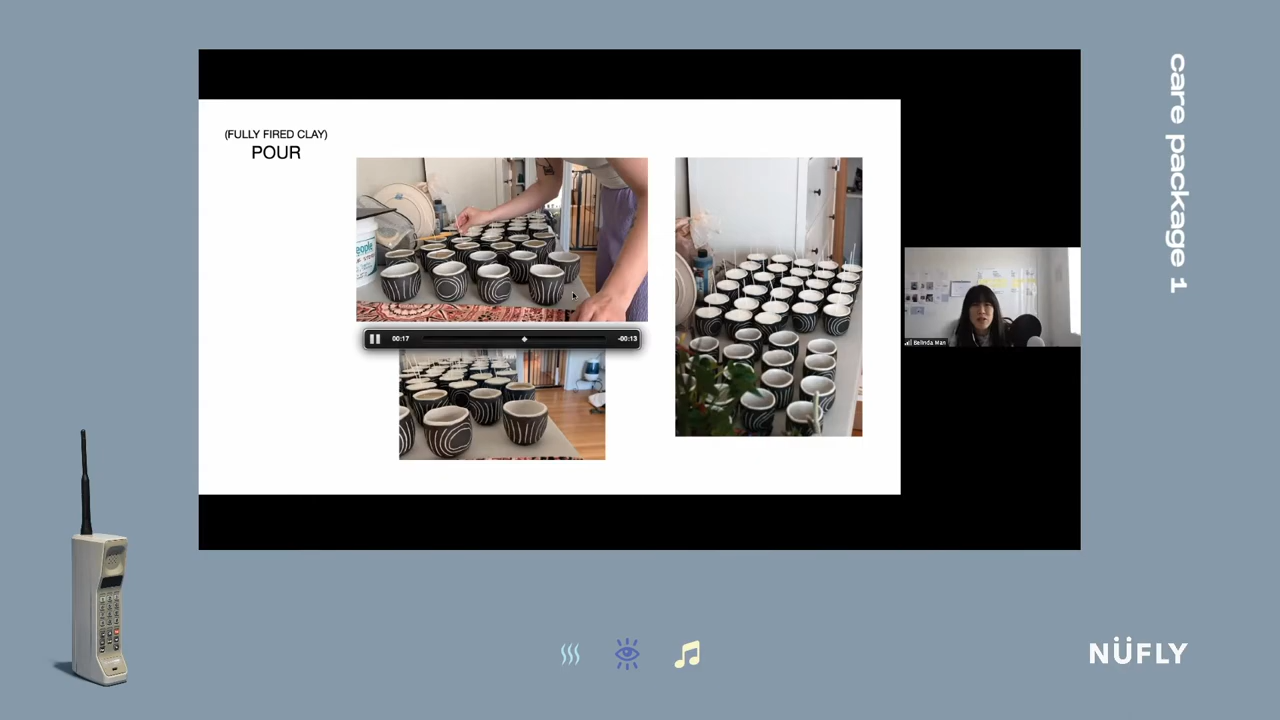 (FULLY FIRED CLAY)
POUR
00:17
-00:13
Belinda Man
care package 1
NÜFLY